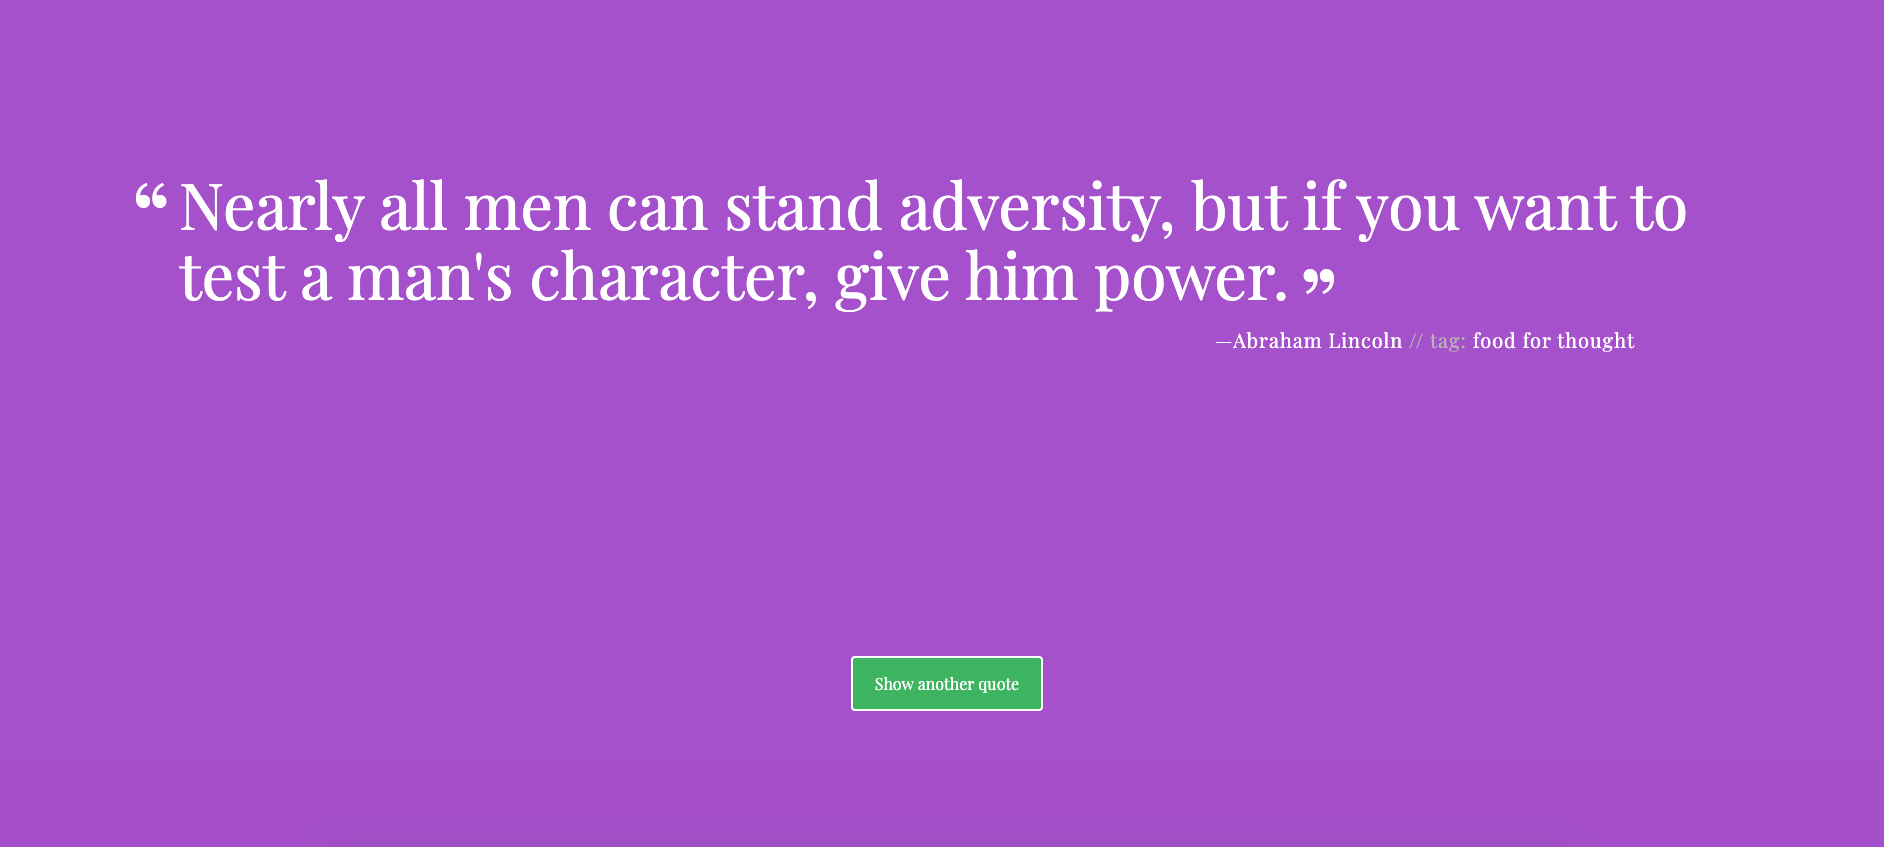 “ Nearly all men can stand adversity, but if you want to
test a man's character, give him power. ”
—Abraham Lincoln // tag: food for thought
Show another quote